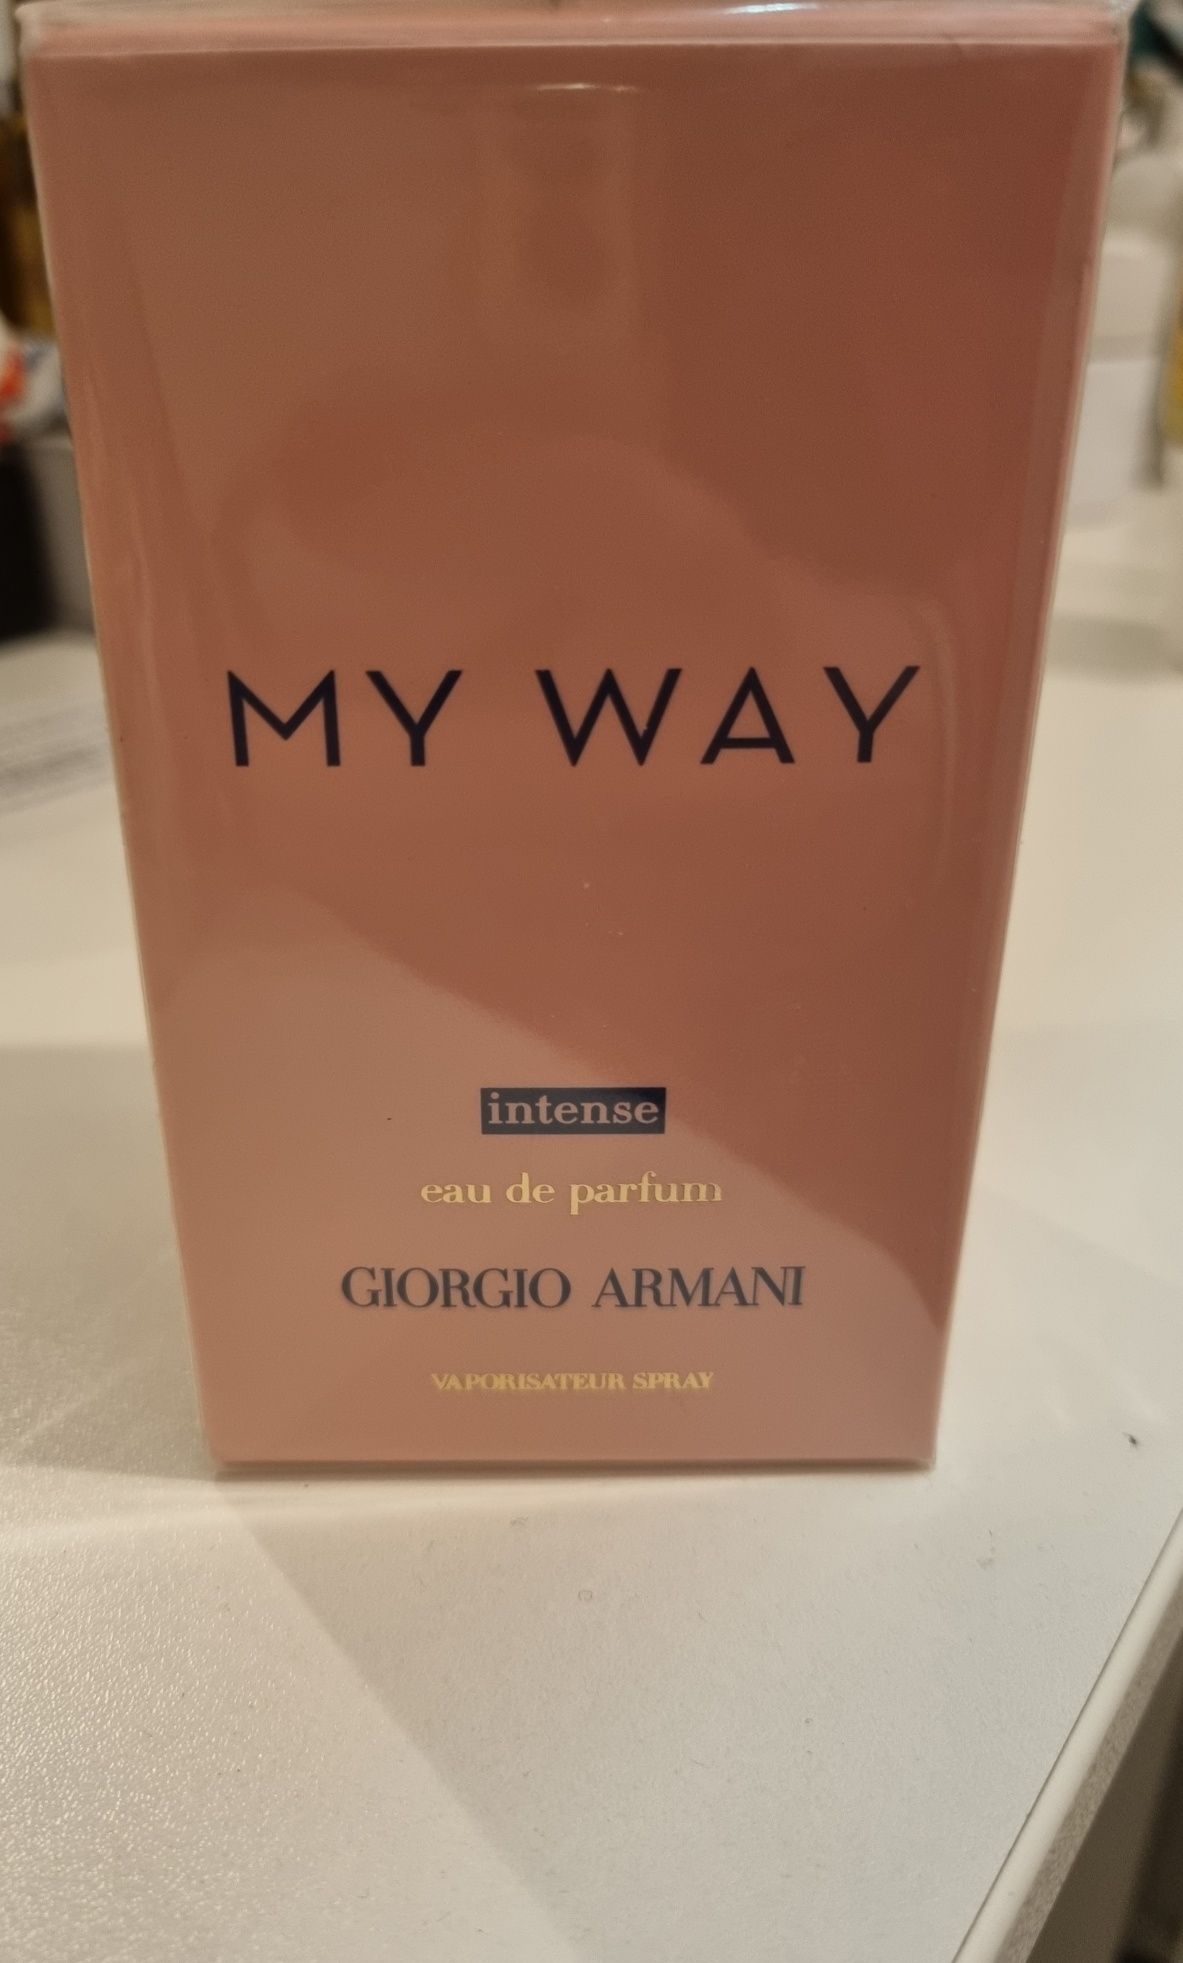 MY WAY
intense
eau de parfum
GIORGIO ARMANI
VAPORISATEUR SPRAY